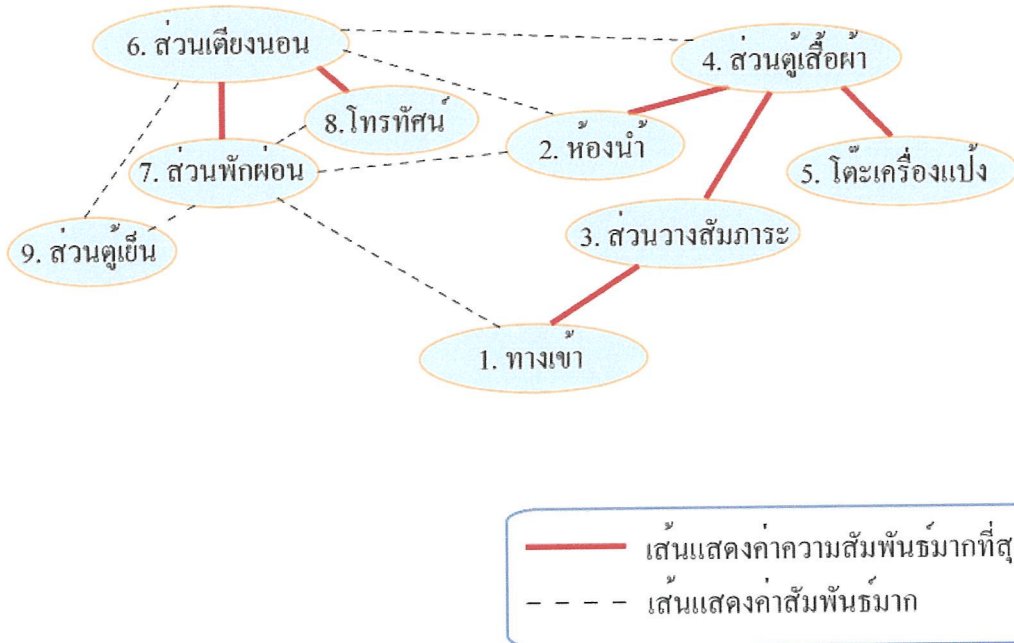 6. ส่วนเตียงนอน
4. ส่วนตู้เสื้อผ้า
8.โทรทัศน์
2. ห้องน้ำ
7. ส่วนพักผ่อน
5. โต๊ะเครื่องแป้ง
3. ส่วนวางสัมภาระ
9. ส่วนตู้เย็น
1. ทางเข้า
เส้นแสดงค่าความสัมพันธ์มากที่สุ
เส้นแสดงค่าสัมพันธ์มาก